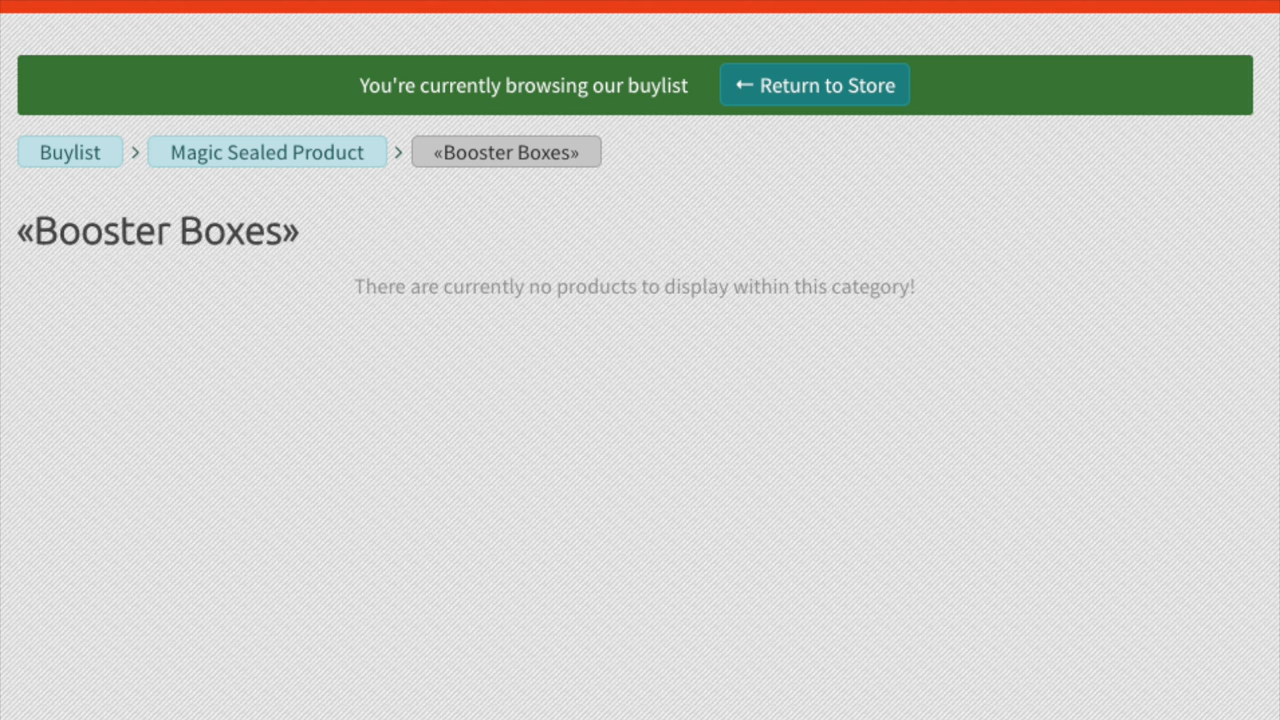 You're currently browsing our buylist ← Return to Store
Buylist > Magic Sealed Product > «Booster Boxes»
«Booster Boxes»
There are currently no products to display within this category!